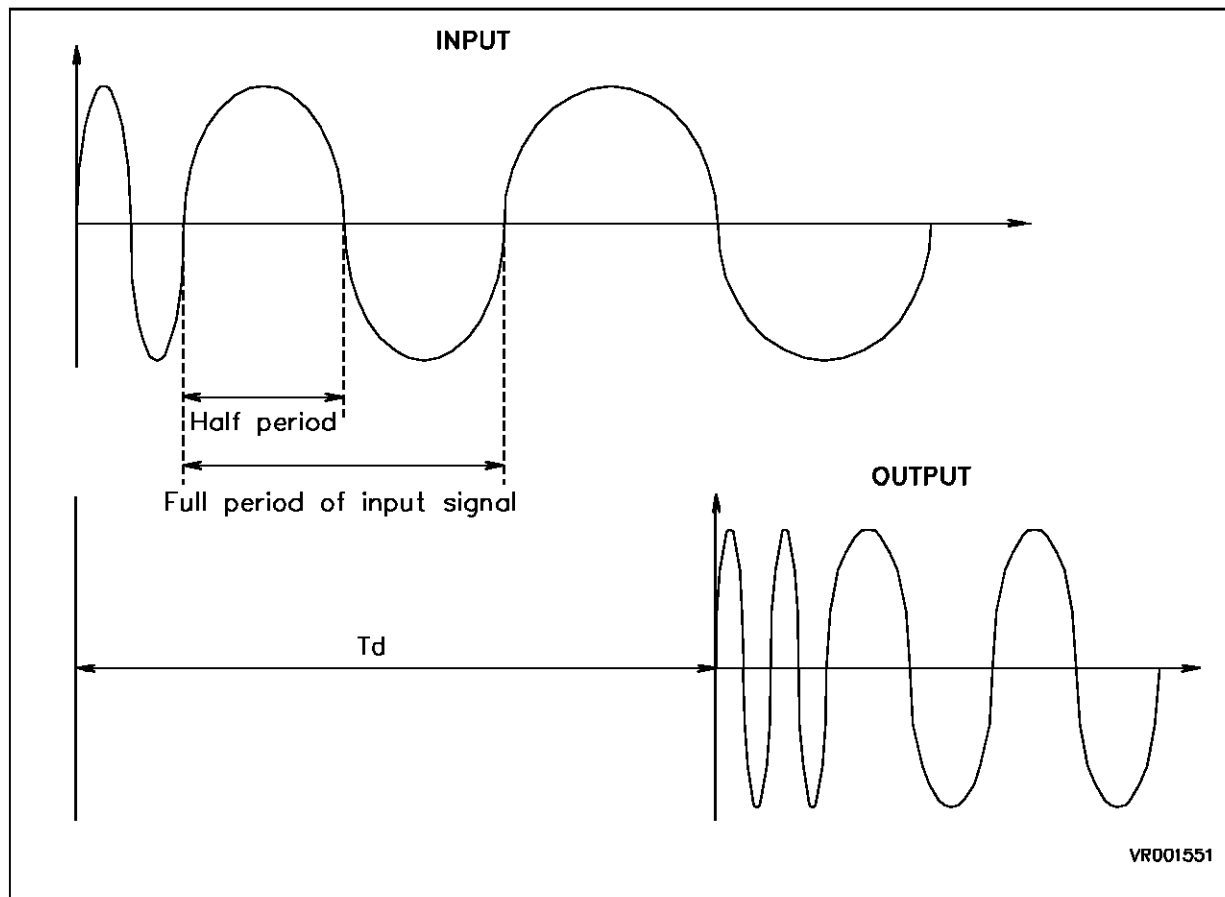 INPUT
Half period
Full period of input signal
OUTPUT
Td
VR001551